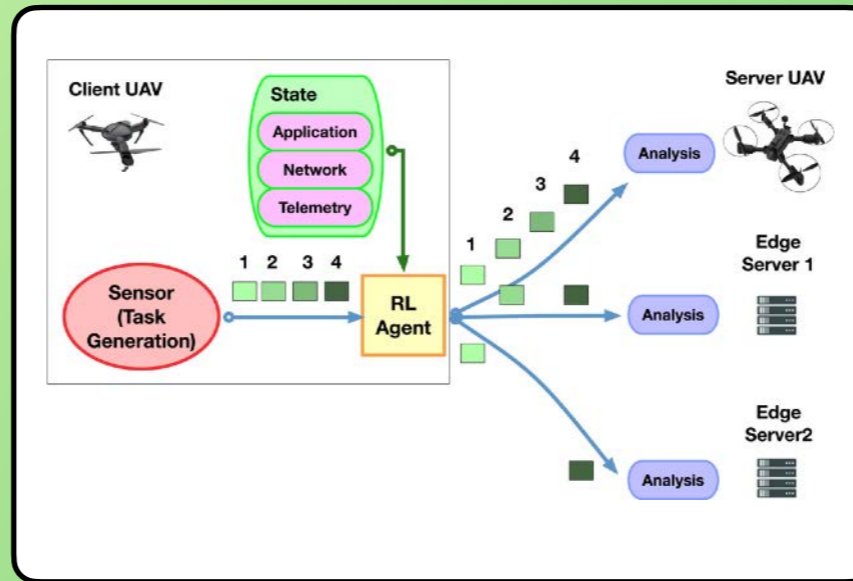 Client UAV
State
Application
Network
Telemetry
1 2 3 4
Sensor
(Task
Generation)
RL
Agent
1
2
3
4
Analysis
Server UAV
Analysis
Edge
Server 1
Analysis
Edge
Server2